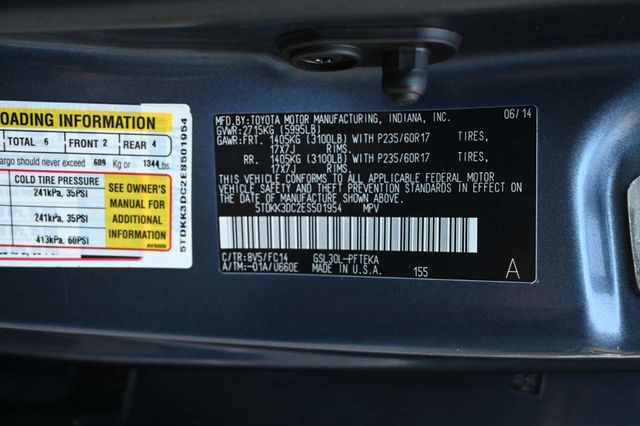 OADING INFORMATION
TOTAL 6 FRONT 2 REAR 4
argo should never exceed 609 Kg or 1344 Lbs.
COLD TIRE PRESSURE
241kPa, 35PSI
241kPa, 35PSI
413kPa, 60PSI
SEE OWNER'S
MANUAL FOR
ADDITIONAL
INFORMATION
5TDKK3DC2ES501954
MFD.BY:TOYOTA MOTOR MANUFACTURING, INDIANA, INC. 06/14
GVWR:2715KG (5995LB)
GAWR:FRT. 1405KG (3100LB) WITH P235/60R17 TIRES,
17X7J RIMS.
RR. 1405KG (3100LB) WITH P235/60R17 TIRES,
17X7J RIMS.
THIS VEHICLE CONFORMS TO ALL APPLICABLE FEDERAL MOTOR
VEHICLE SAFETY AND THEFT PREVENTION STANDARDS IN EFFECT
ON THE DATE OF MANUFACTURE SHOWN ABOVE.
5TDKK3DC2ES501954 MPV
C/TR:8V5/FC14 GSL30L-PFTEKA
A/TM:-01A/U660E MADE IN U.S.A. 155 A